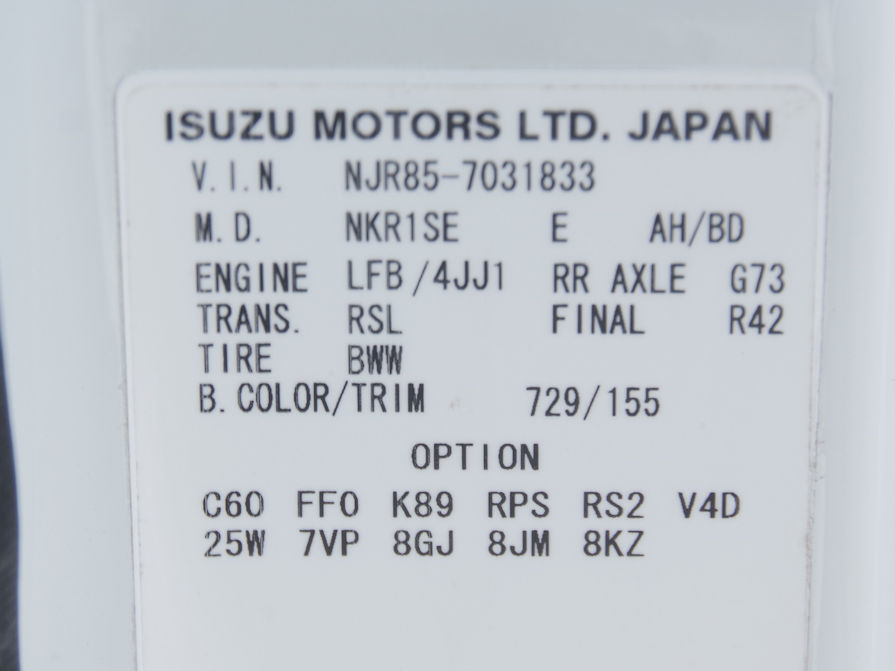 ISUZU MOTORS LTD. JAPAN
V.I.N. NJR85-7031833
M.D. NKR1SE E AH/BD
ENGINE LFB/4JJ1 RR AXLE G73
TRANS. RSL FINAL R42
TIRE BWW
B.COLOR/TRIM 729/155
OPTION
C60 FF0 K89 RPS RS2 V4D
25W 7VP 8GJ 8JM 8KZ